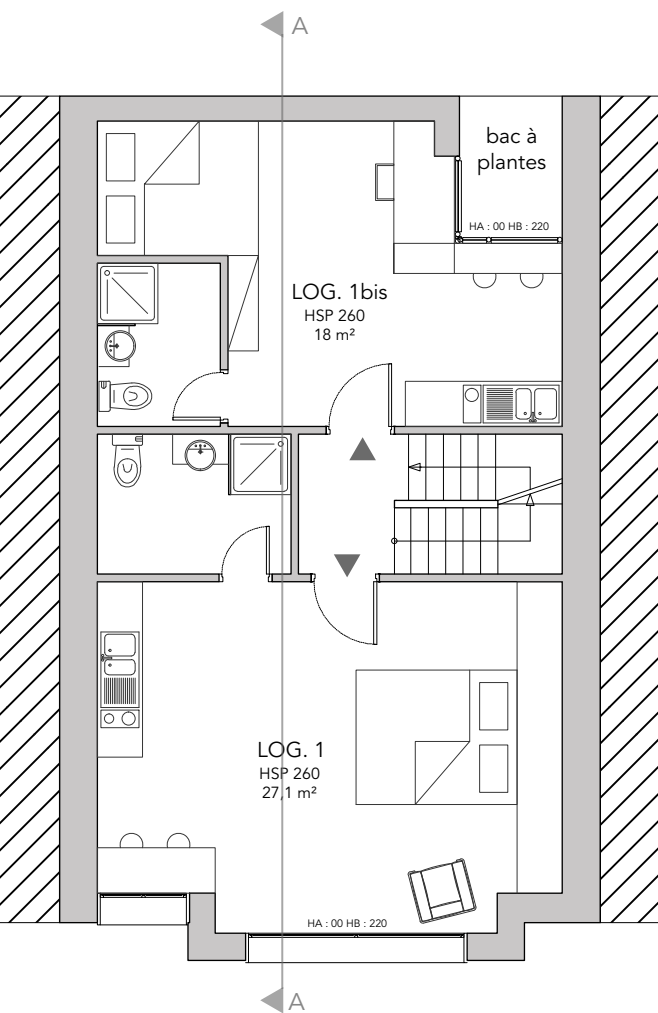 A
bac à
plantes
HA : 00 HB : 220
LOG. 1bis
HSP 260
18 m²
LOG. 1
HSP 260
27,1 m²
HA : 00 HB : 220
A